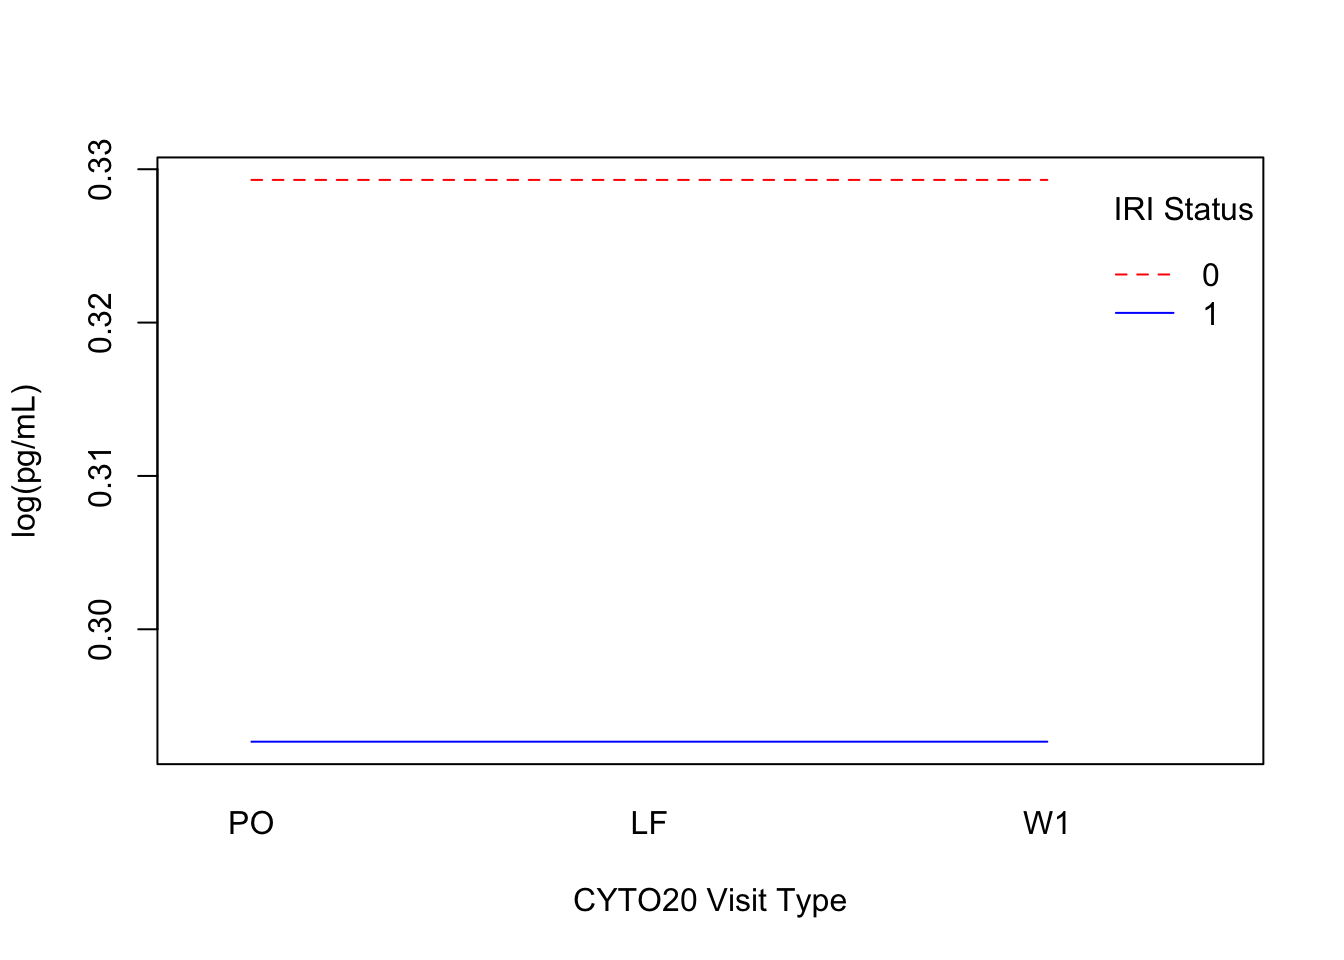 0.33
0.32
0.31
0.30
log(pg/mL)
IRI Status
0
1
PO LF W1
CYTO20 Visit Type